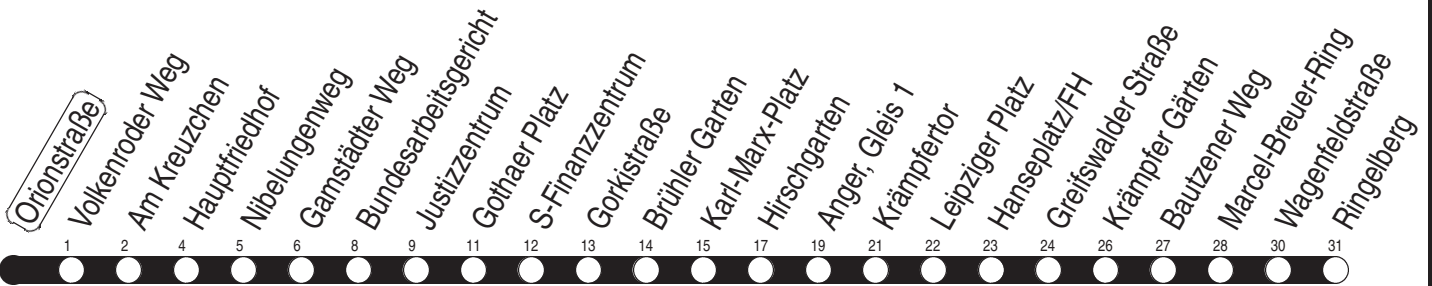 Orionstraße
Volkenroder Weg
Am Kreuzchen
Hauptfriedhof
Nibelungenweg
Gamstädter Weg
Bundesarbeitsgericht
Justizzentrum
Gothaer Platz
S-Finanzzentrum
Gorkistraße
Brühler Garten
Karl-Marx-Platz
Hirschgarten
Anger, Gleis 1
Krämpfertor
Leipziger Platz
Hanseplatz/FH
Greifswalder Straße
Krämpfer Gärten
Bautzener Weg
Marcel-Breuer-Ring
Wagenfeldstraße
Ringelberg
1 2 4 5 6 8 9 11 12 13 14 15 17 19 21 22 23 24 26 27 28 30 31